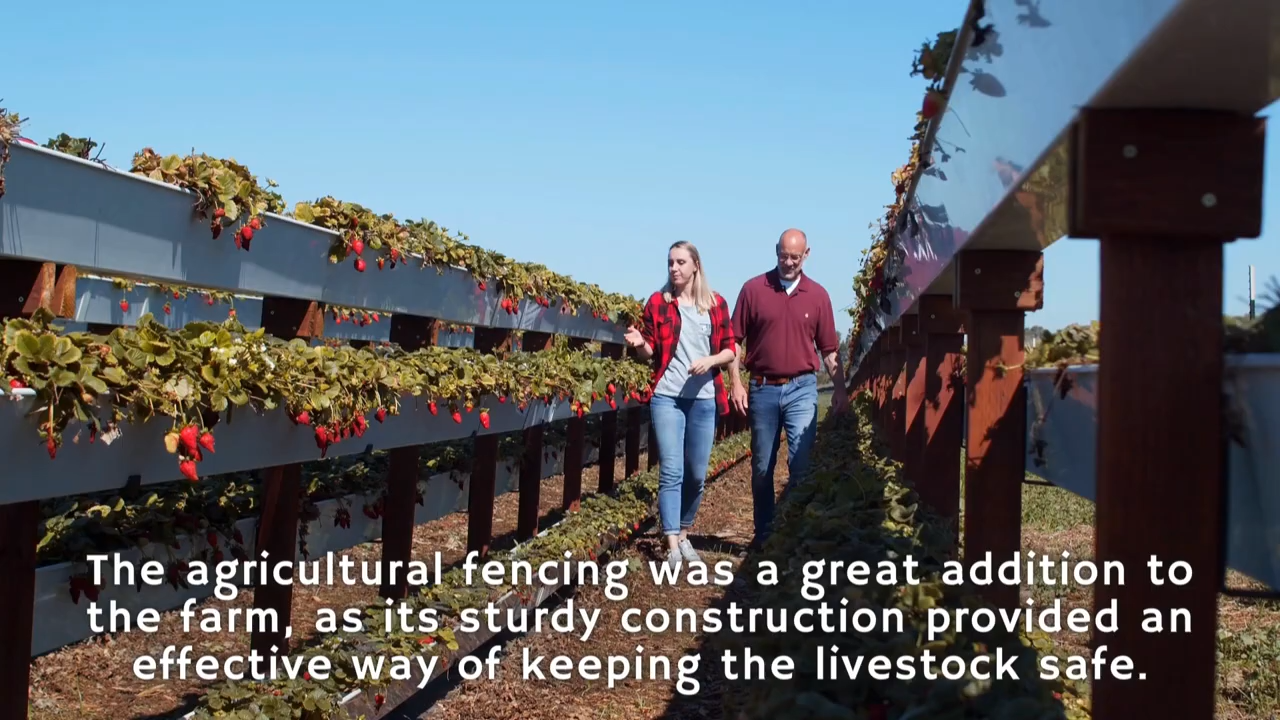 The agricultural fencing was a great addition to
the farm, as its sturdy construction provided an
effective way of keeping the livestock safe.